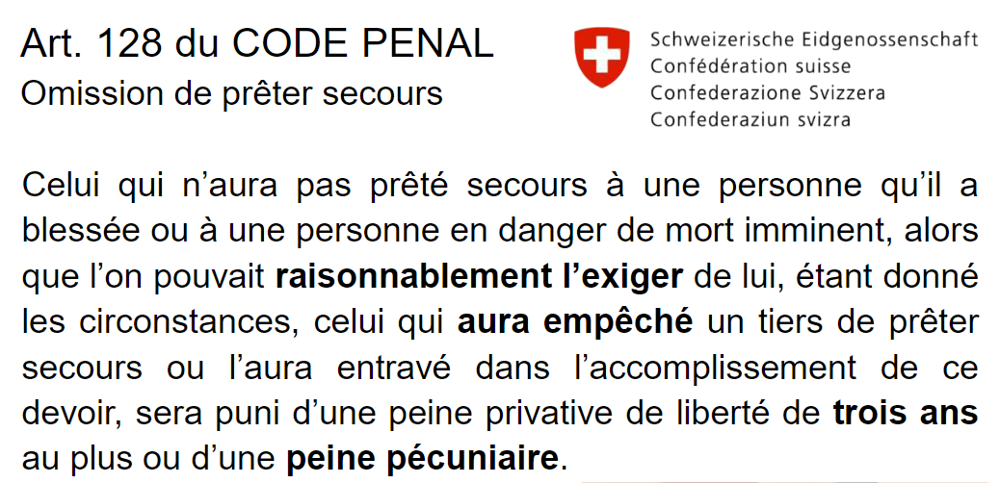 Art. 128 du CODE PENAL
Omission de prêter secours
Schweizerische Eidgenossenschaft
Confédération suisse
Confederazione Svizzera
Confederaziun svizra
Celui qui n’aura pas prêté secours à une personne qu’il a
blessée ou à une personne en danger de mort imminent, alors
que l’on pouvait raisonnablement l’exiger de lui, étant donné
les circonstances, celui qui aura empêché un tiers de prêter
secours ou l’aura entravé dans l’accomplissement de ce
devoir, sera puni d’une peine privative de liberté de trois ans
au plus ou d’une peine pécuniaire.